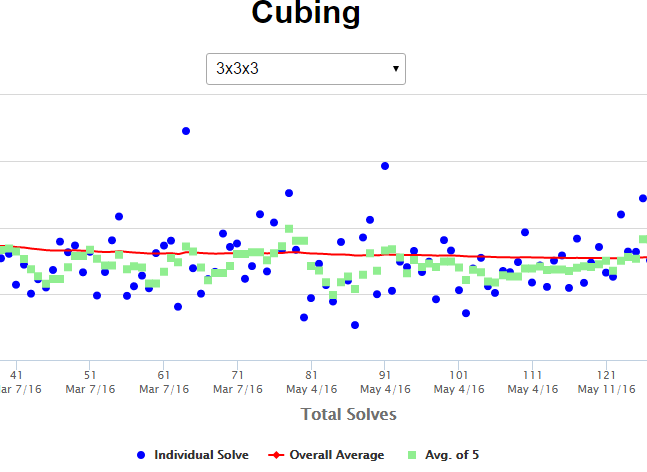 Cubing
3x3x3
41 51 61 71 81 91 101 111 121
ar 7/16 Mar 7/16 Mar 7/16 Mar 7/16 May 4/16 May 4/16 May 4/16 May 4/16 May 11/16
Total Solves
Individual Solve Overall Average Avg. of 5